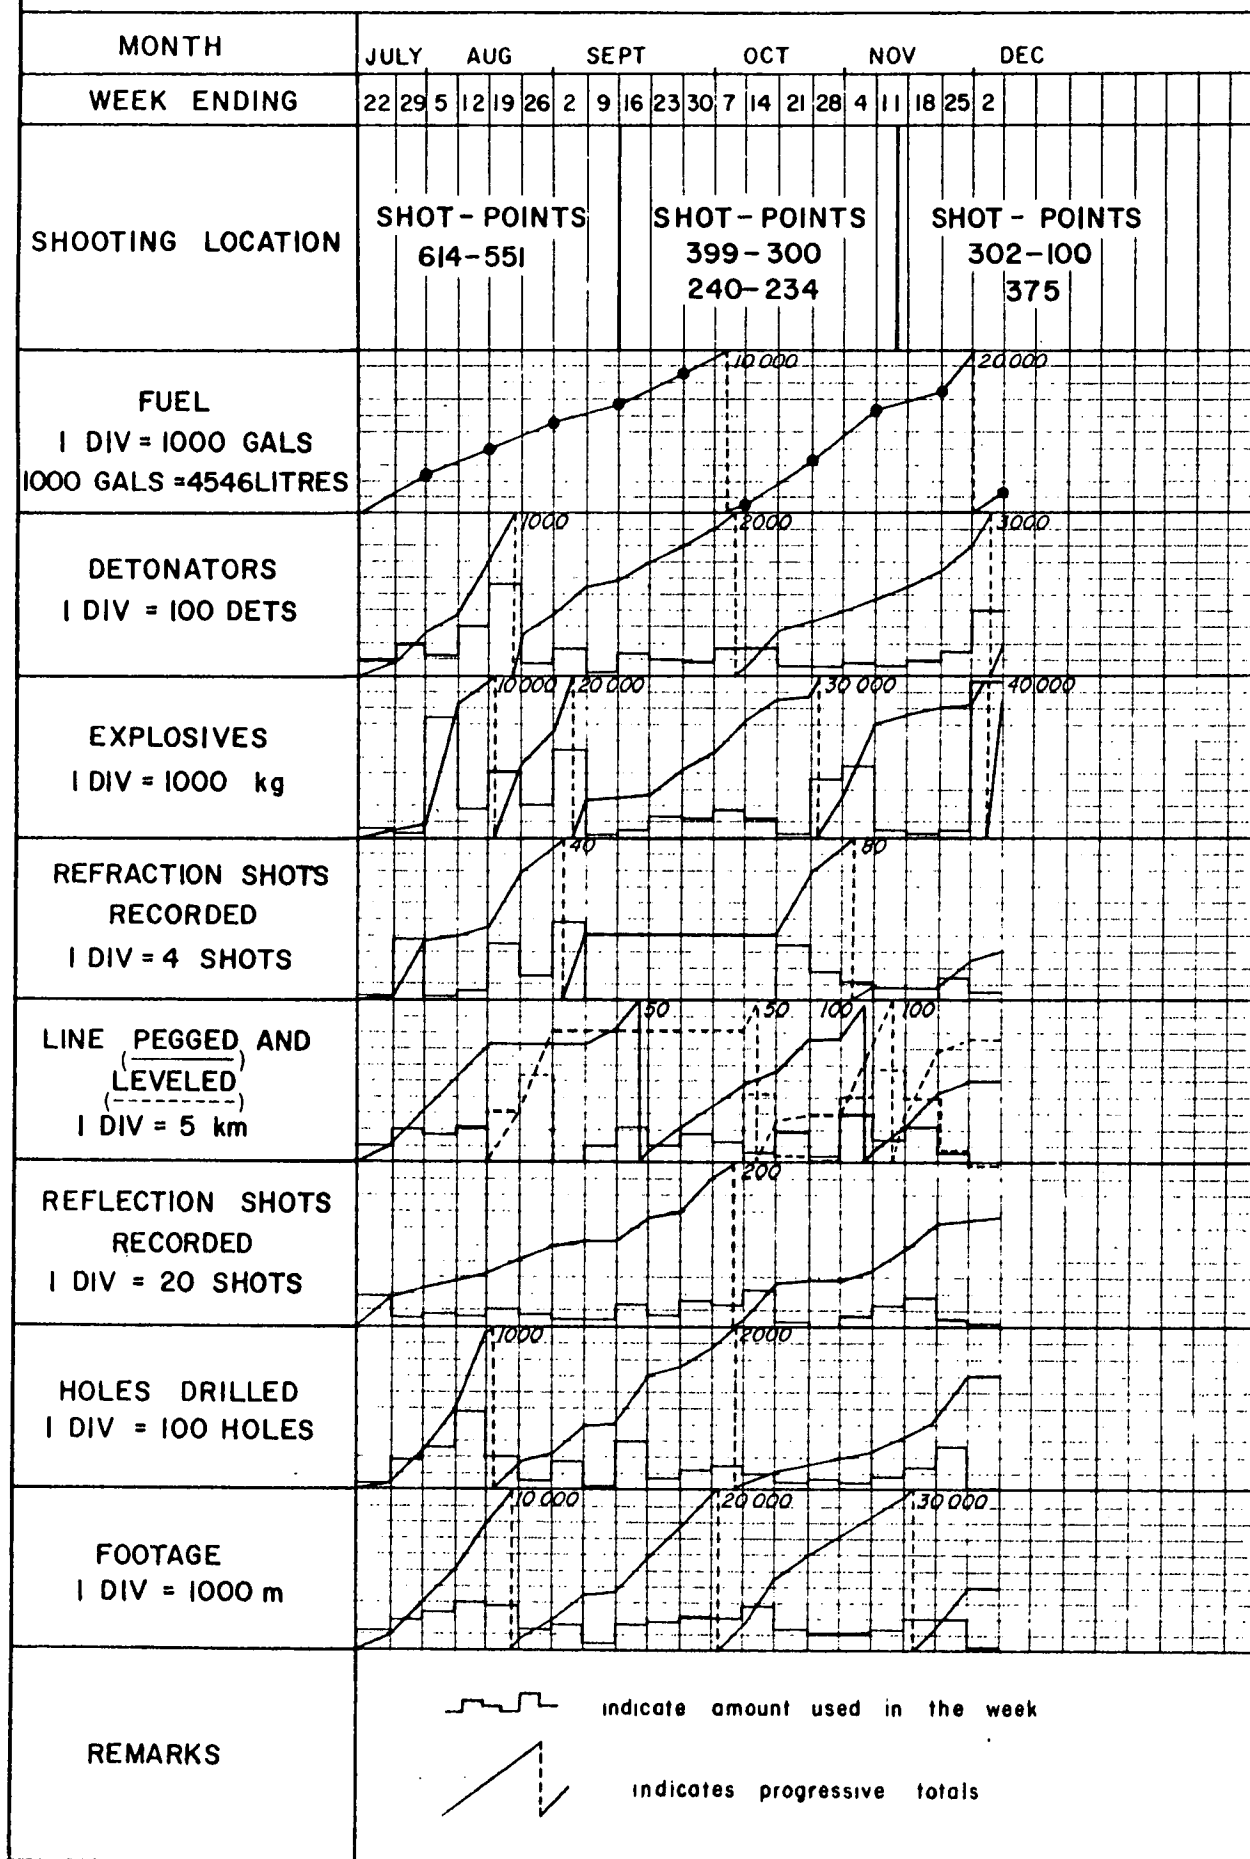 MONTH
JULY AUG SEPT OCT NOV DEC
WEEK ENDING
22 29 5 12 19 26 2 9 16 23 30 7 14 21 28 4 11 18 25 2
SHOOTING LOCATION
SHOT-POINTS
614-551
SHOT-POINTS
399-300
240-234
SHOT-POINTS
302-100
375
FUEL
1 DIV = 1000 GALS
1000 GALS =4546LITRES
10 000 20 000
DETONATORS
1 DIV = 100 DETS
1000 2000 3000
EXPLOSIVES
1 DIV = 1000 kg
10 000 20 000 30 000 40 000
REFRACTION SHOTS
RECORDED
1 DIV = 4 SHOTS
40 80
LINE (PEGGED) AND
(LEVELED)
1 DIV = 5 km
50 50 100 100
REFLECTION SHOTS
RECORDED
1 DIV = 20 SHOTS
200
HOLES DRILLED
1 DIV = 100 HOLES
1000 2000
FOOTAGE
1 DIV = 1000 m
10 000 20 000 30 000
REMARKS
indicate amount used in the week
indicates progressive totals